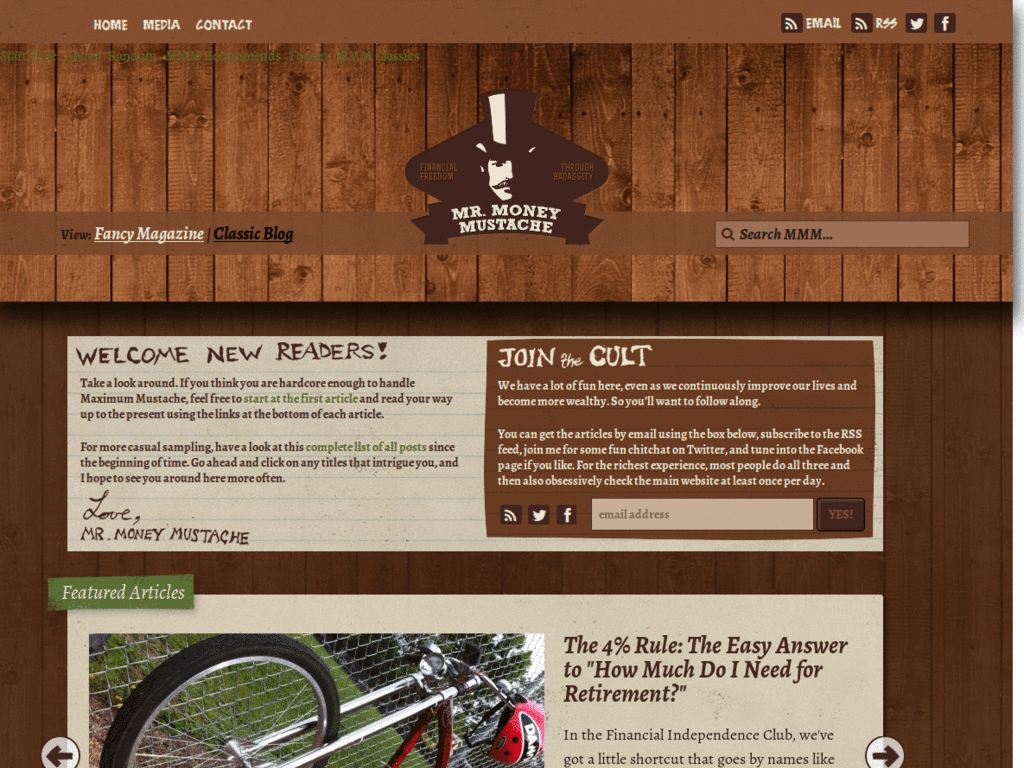 HOME MEDIA CONTACT
EMAIL RSS
Start Here About Random MMM Recommends Forum MMM Classics
FINANCIAL FREEDOM
THROUGH BADASSITY
MR. MONEY
MUSTACHE
View: Fancy Magazine | Classic Blog
Search MMM...
WELCOME NEW READERS!
Take a look around. If you think you are hardcore enough to handle
Maximum Mustache, feel free to start at the first article and read your way
up to the present using the links at the bottom of each article.
For more casual sampling, have a look at this complete list of all posts since
the beginning of time. Go ahead and click on any titles that intrigue you, and
I hope to see you around here more often.
Love,
MR. MONEY MUSTACHE
JOIN the CULT
We have a lot of fun here, even as we continuously improve our lives and
become more wealthy. So you'll want to follow along.
You can get the articles by email using the box below, subscribe to the RSS
feed, join me for some fun chitchat on Twitter, and tune into the Facebook
page if you like. For the richest experience, most people do all three and
then also obsessively check the main website at least once per day.
email address
YES!
Featured Articles
The 4% Rule: The Easy Answer
to "How Much Do I Need for
Retirement?"
In the Financial Independence Club, we've
got a little shortcut that goes by names like